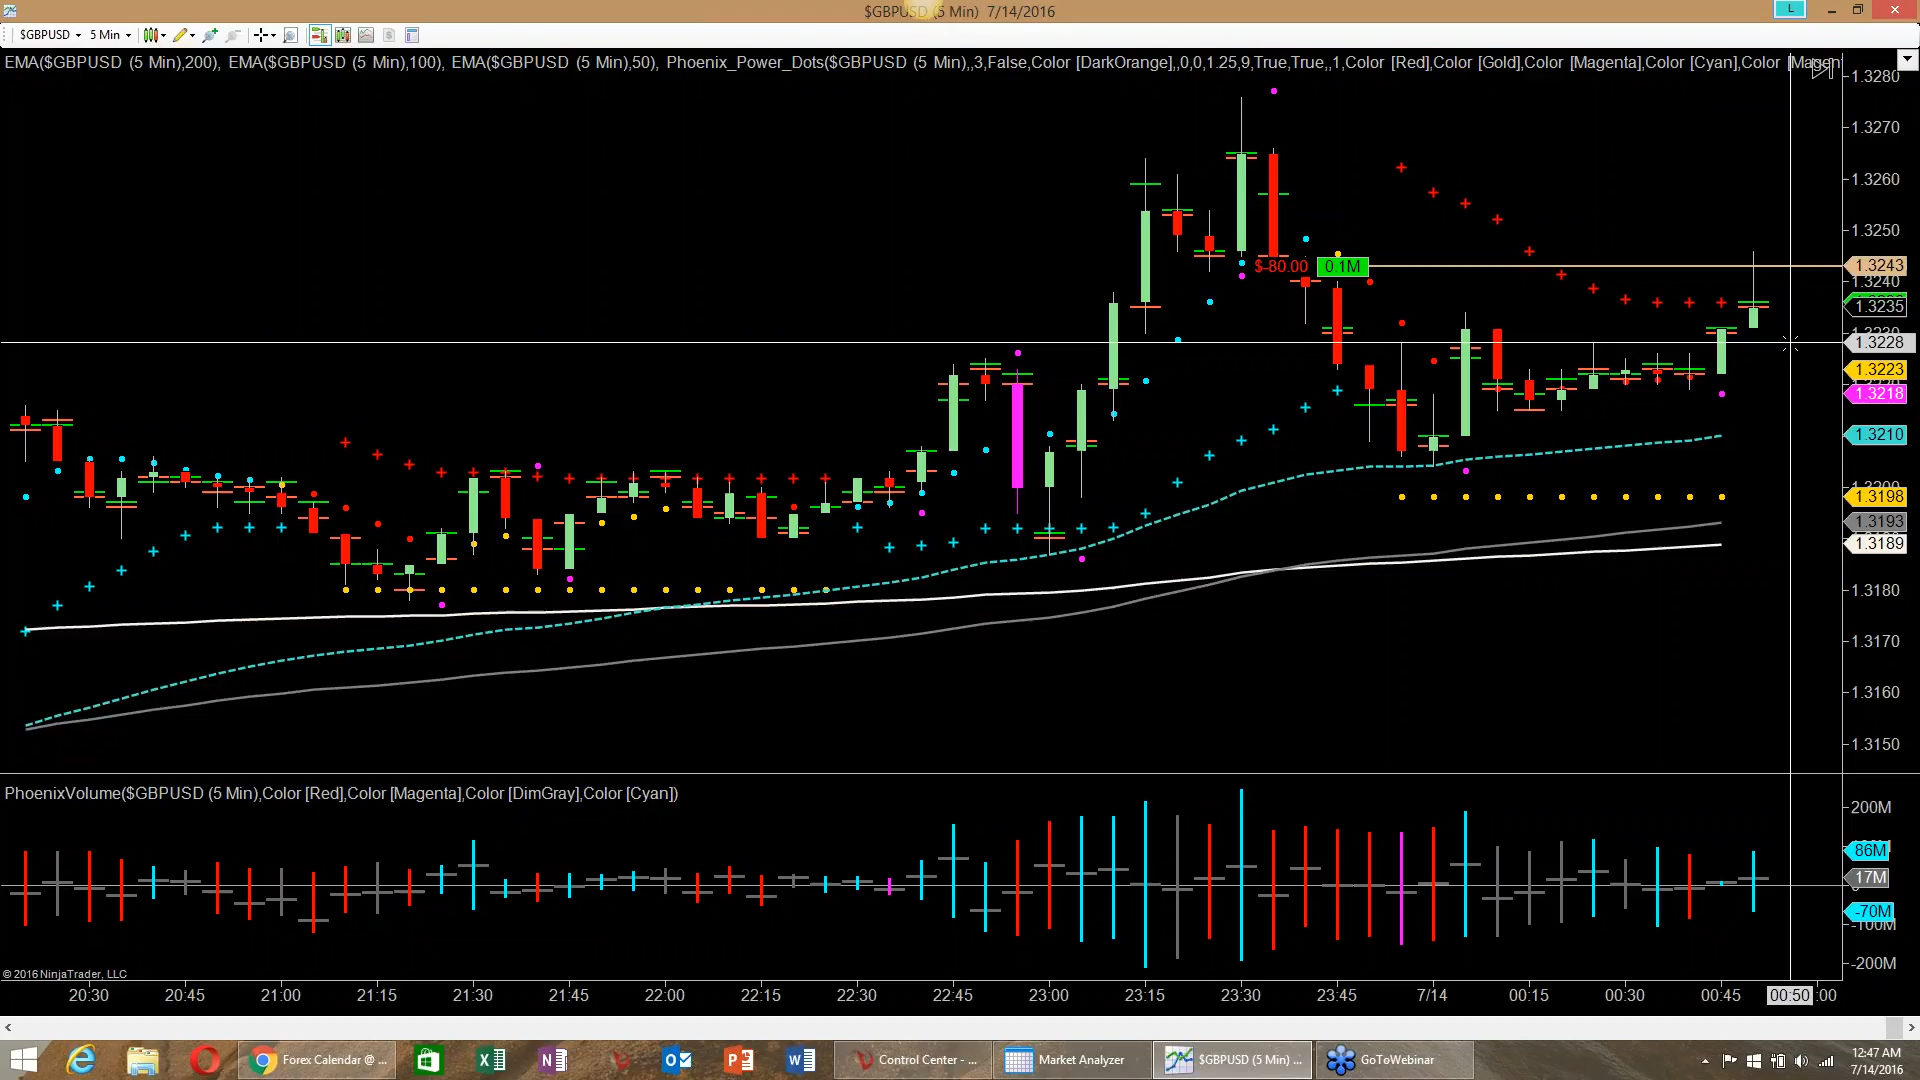 $GBPUSD (5 Min) 7/14/2016
L
$GBPUSD 5 Min
EMA($GBPUSD (5 Min),200), EMA($GBPUSD (5 Min),100), EMA($GBPUSD (5 Min),50), Phoenix_Power_Dots($GBPUSD (5 Min),,3,False,Color [DarkOrange],,0,0,1.25,9,True,True,,1,Color [Red],Color [Gold],Color [Magenta],Color [Cyan],Color [Magen
1.3280
1.3270
1.3260
1.3250
$-80.00 0.1M
1.3243
1.3240
1.3235
1.3228
1.3223
1.3218
1.3210
1.3198
1.3193
1.3189
1.3180
1.3170
1.3160
1.3150
PhoenixVolume($GBPUSD (5 Min),Color [Red],Color [Magenta],Color [DimGray],Color [Cyan])
200M
86M
17M
-70M
-100M
-200M
© 2016 NinjaTrader, LLC
20:30 20:45 21:00 21:15 21:30 21:45 22:00 22:15 22:30 22:45 23:00 23:15 23:30 23:45 7/14 00:15 00:30 00:45 00:50 :00
Forex Calendar @ ... Control Center - ... Market Analyzer $GBPUSD (5 Min) ... GoToWebinar
12:47 AM
7/14/2016